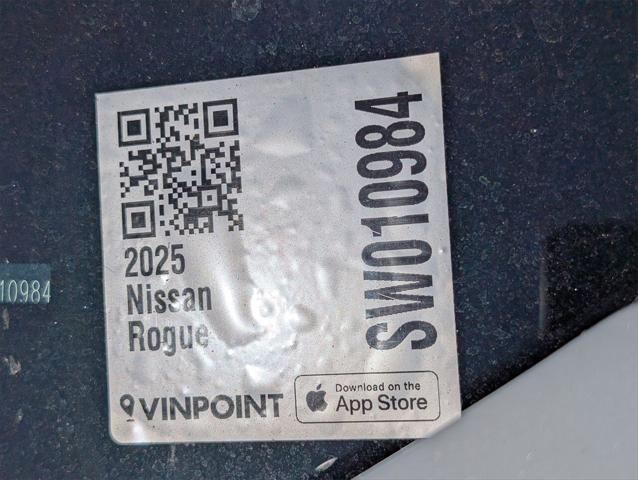 2025
Nissan
Rogue
SW010984
VINPOINT
Download on the
App Store
10984